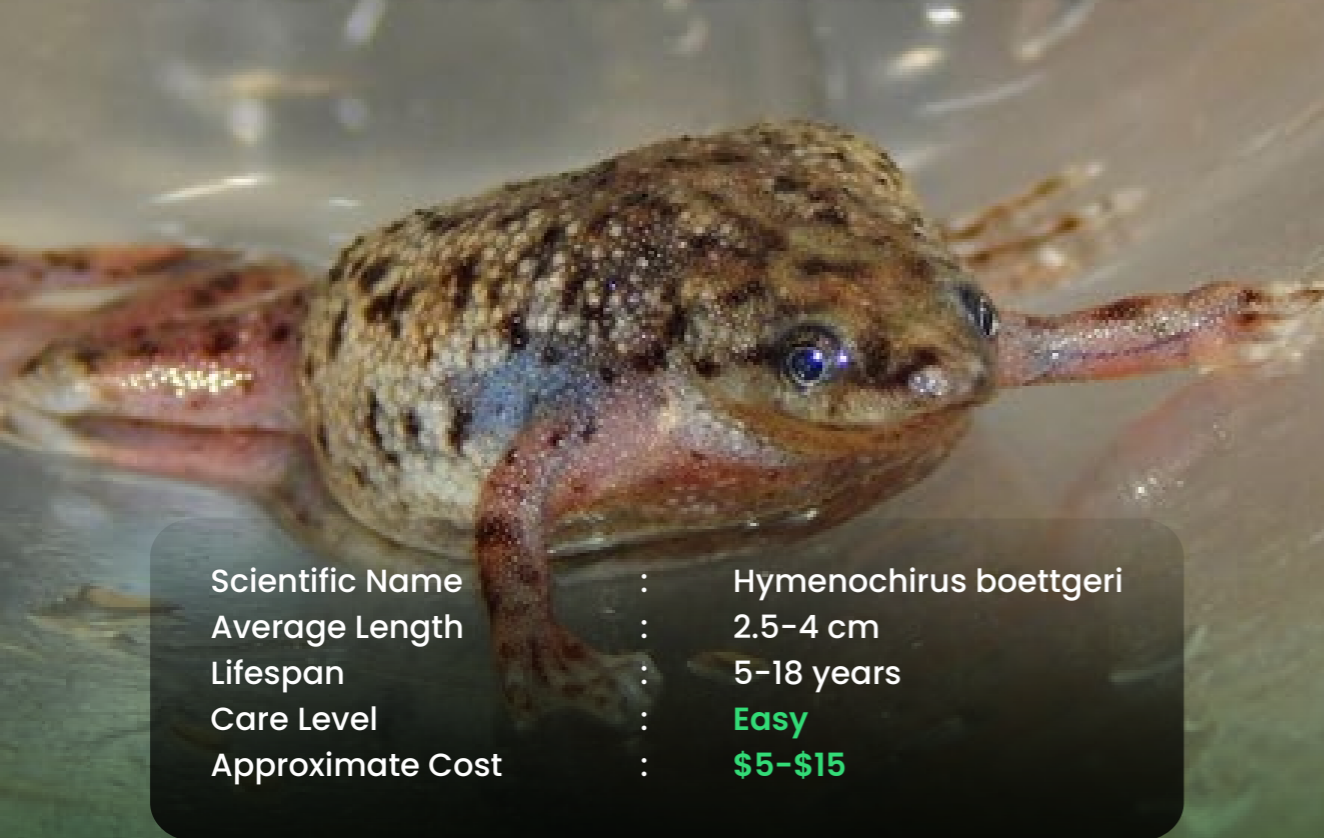 Scientific Name : Hymenochirus boettgeri
Average Length : 2.5-4 cm
Lifespan : 5-18 years
Care Level : Easy
Approximate Cost : $5-$15